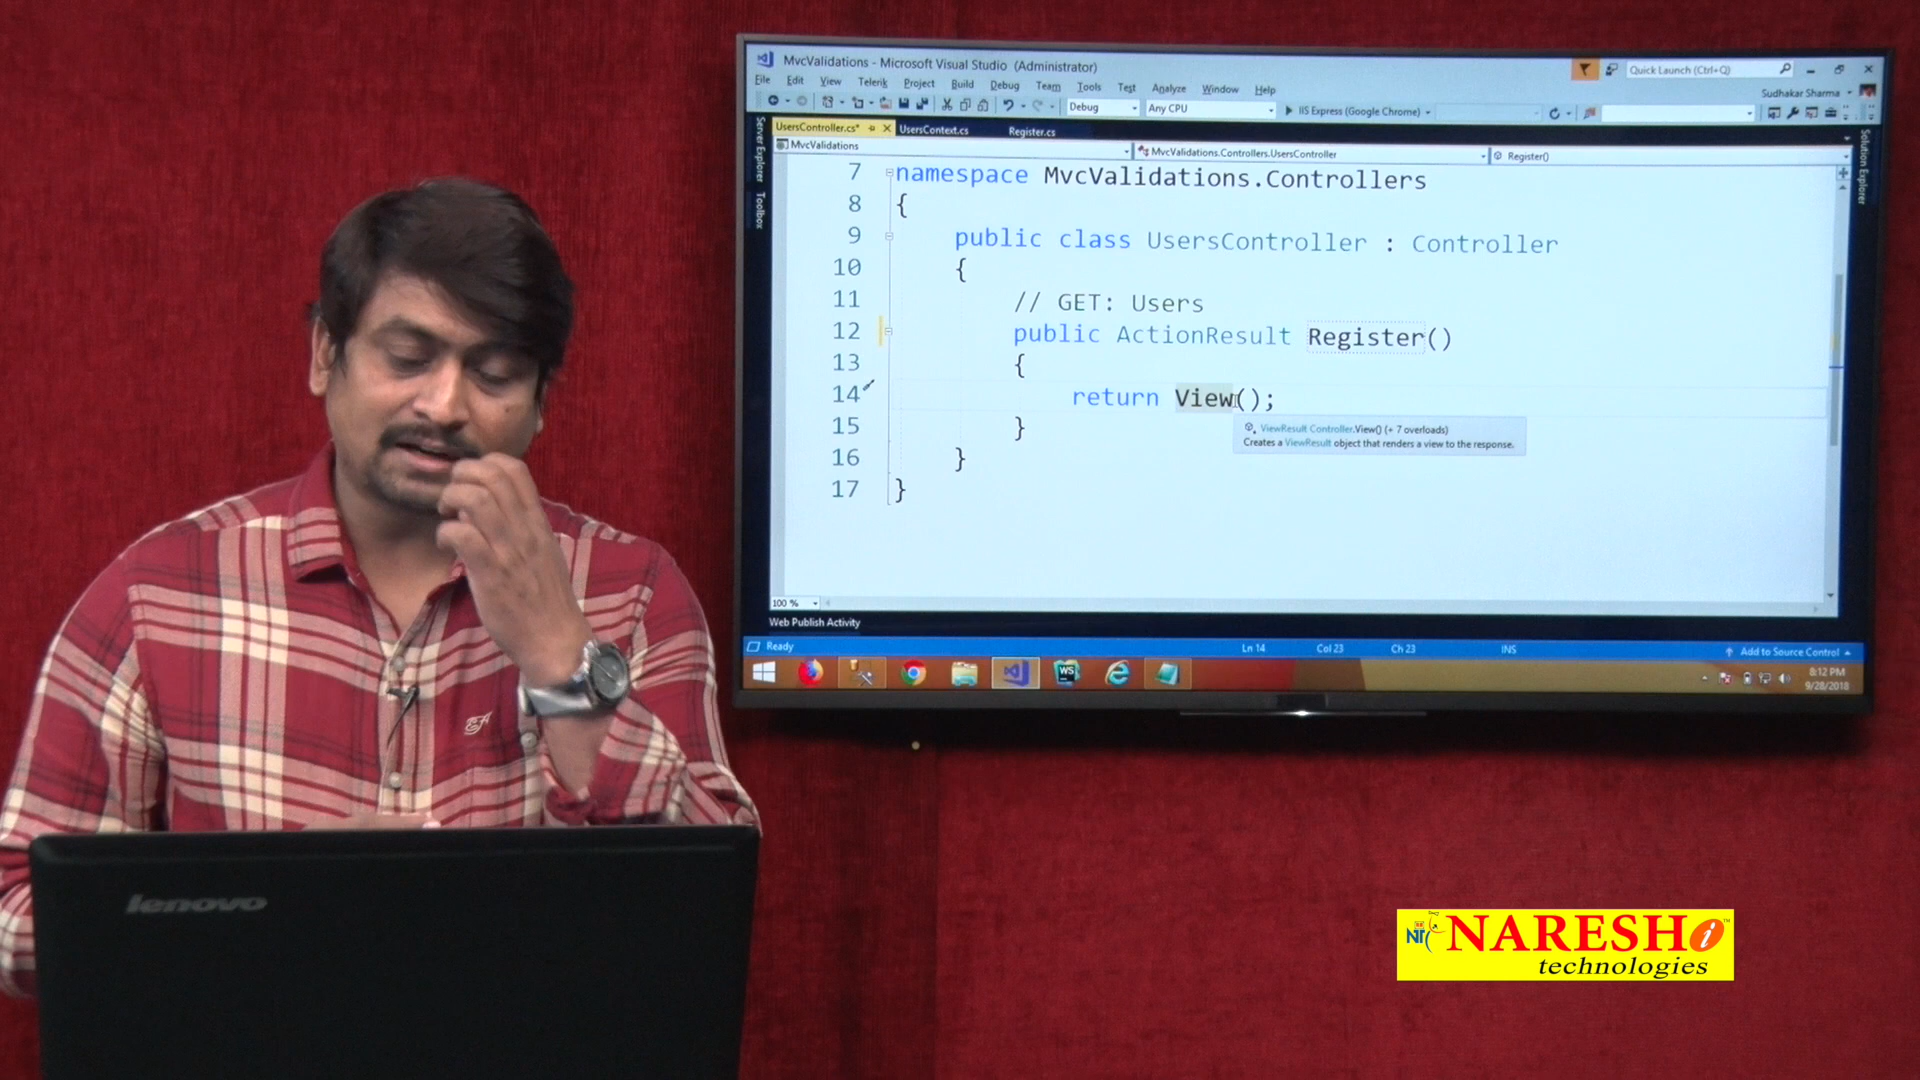 MvcValidations - Microsoft Visual Studio (Administrator)
Quick Launch (Ctrl+Q)
File Edit View Telerik Project Build Debug Team Tools Test Analyze Window Help
Sudhakar Sharma
Debug Any CPU IIS Express (Google Chrome)
UsersController.cs* UsersContext.cs Register.cs
MvcValidations MvcValidations.Controllers.UsersController Register()
Server Explorer
Toolbox
Solution Explorer
7 namespace MvcValidations.Controllers
8 {
9 public class UsersController : Controller
10 {
11 // GET: Users
12 public ActionResult Register()
13 {
14 return View();
15 }
16 }
17 }
ViewResult Controller.View() (+ 7 overloads)
Creates a ViewResult object that renders a view to the response.
100 %
Web Publish Activity
Ready Ln 14 Col 23 Ch 23 INS Add to Source Control
WS
8:12 PM
9/28/2018
lenovo
NT NARESH i
technologies